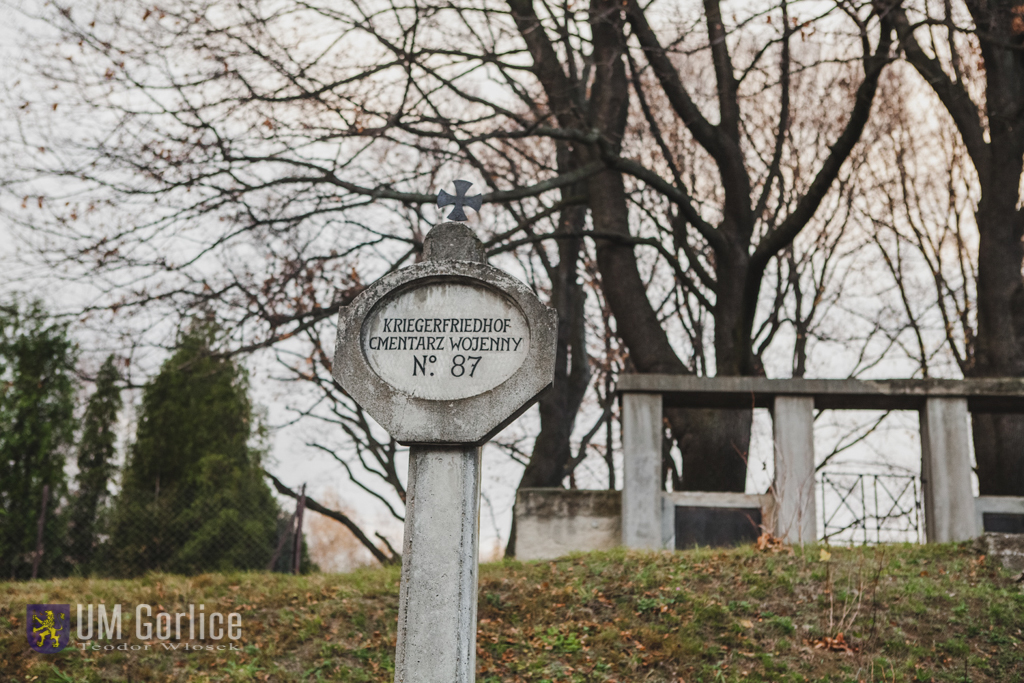 KRIEGERFRIEDHOF
CMENTARZ WOJENNY
No. 87
UM Gorlice
Teodor Wlosek